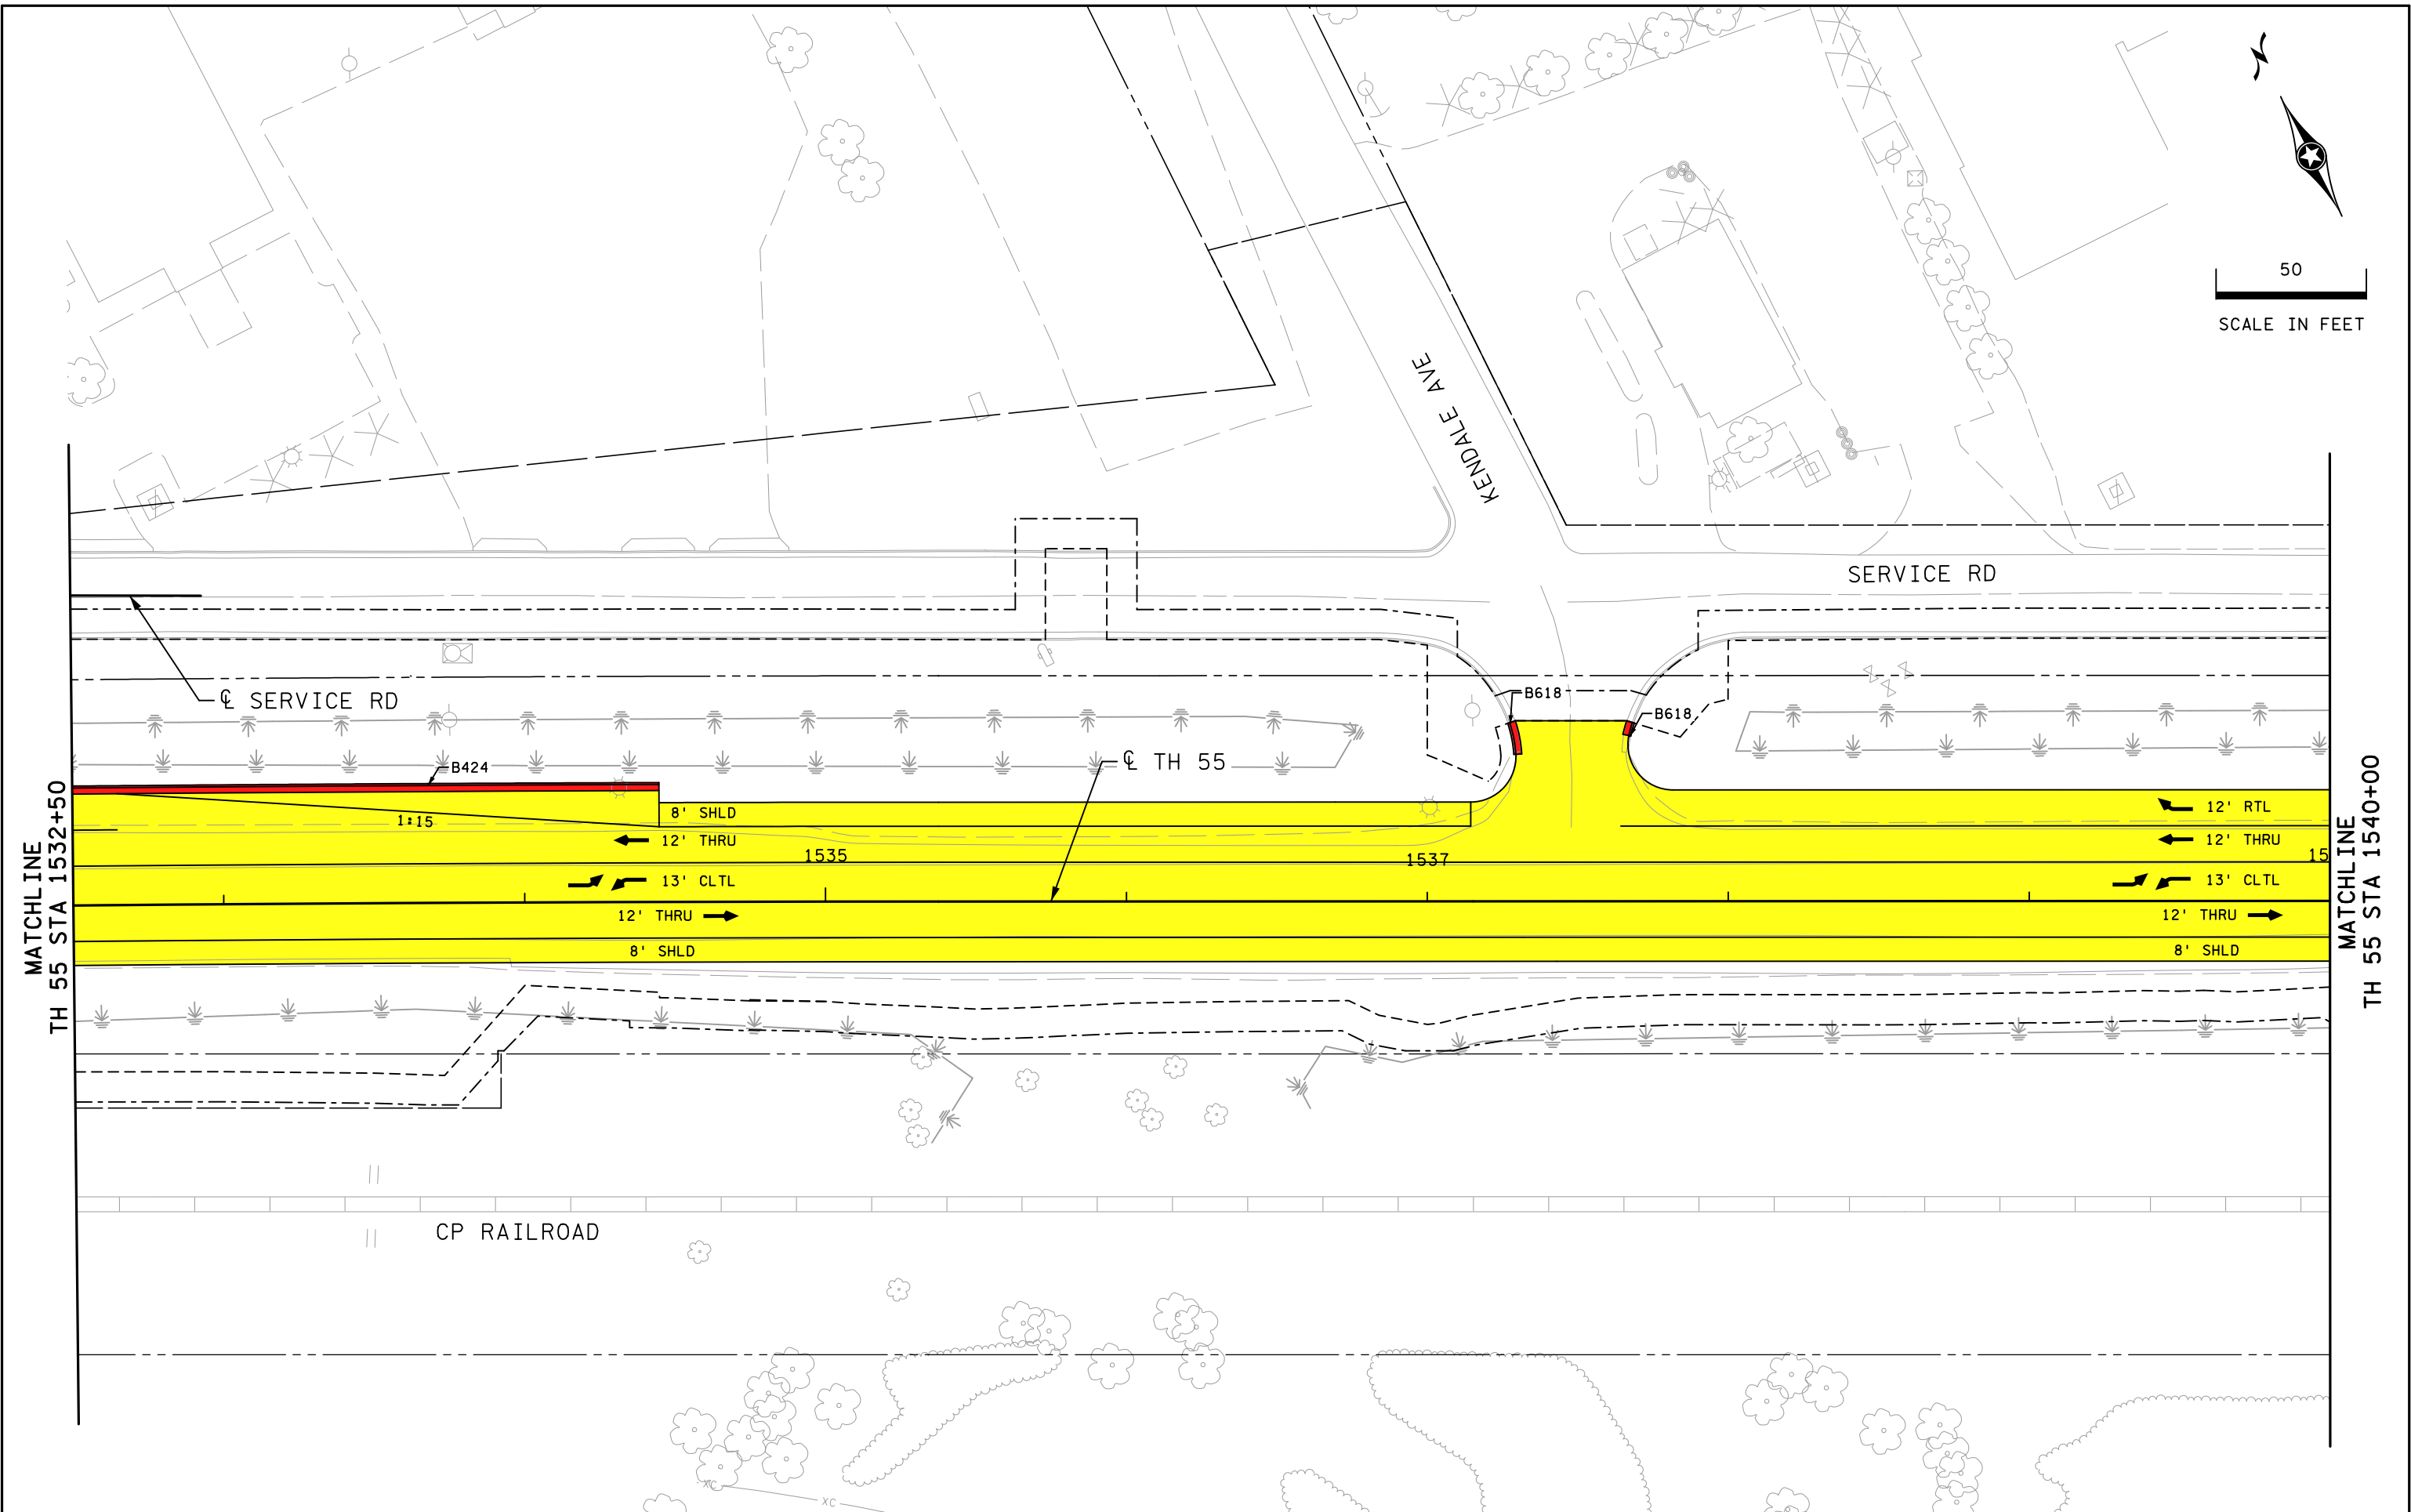 50
SCALE IN FEET
KENDALE AVE
SERVICE RD
℄ SERVICE RD
B618
B618
B424
℄ TH 55
MATCHLINE
TH 55 STA 1532+50
MATCHLINE
TH 55 STA 1540+00
1:15
8' SHLD
12' RTL
12' THRU
12' THRU
1535
1537
15
13' CLTL
13' CLTL
12' THRU
12' THRU
8' SHLD
8' SHLD
CP RAILROAD
XC
XC